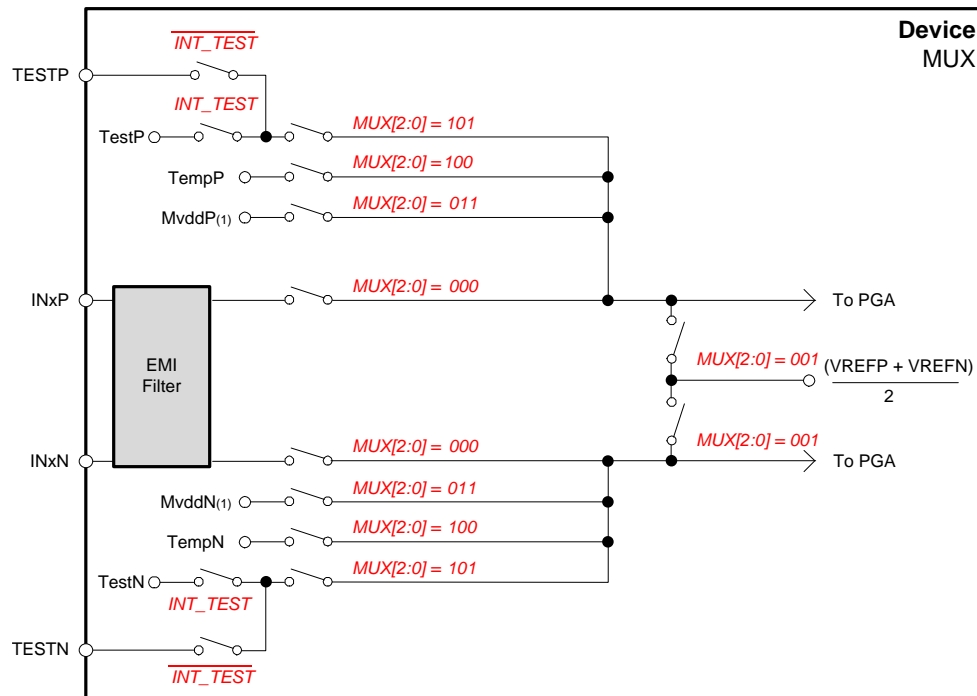 Device
MUX
INT_TEST
TESTP
INT_TEST
TestP
MUX[2:0] = 101
TempP
MUX[2:0] = 100
MvddP(1)
MUX[2:0] = 011
INxP
MUX[2:0] = 000
To PGA
EMI
Filter
MUX[2:0] = 001
(VREFP + VREFN)
2
MUX[2:0] = 000
MUX[2:0] = 001
INxN
To PGA
MvddN(1)
MUX[2:0] = 011
TempN
MUX[2:0] = 100
TestN
MUX[2:0] = 101
INT_TEST
TESTN
INT_TEST